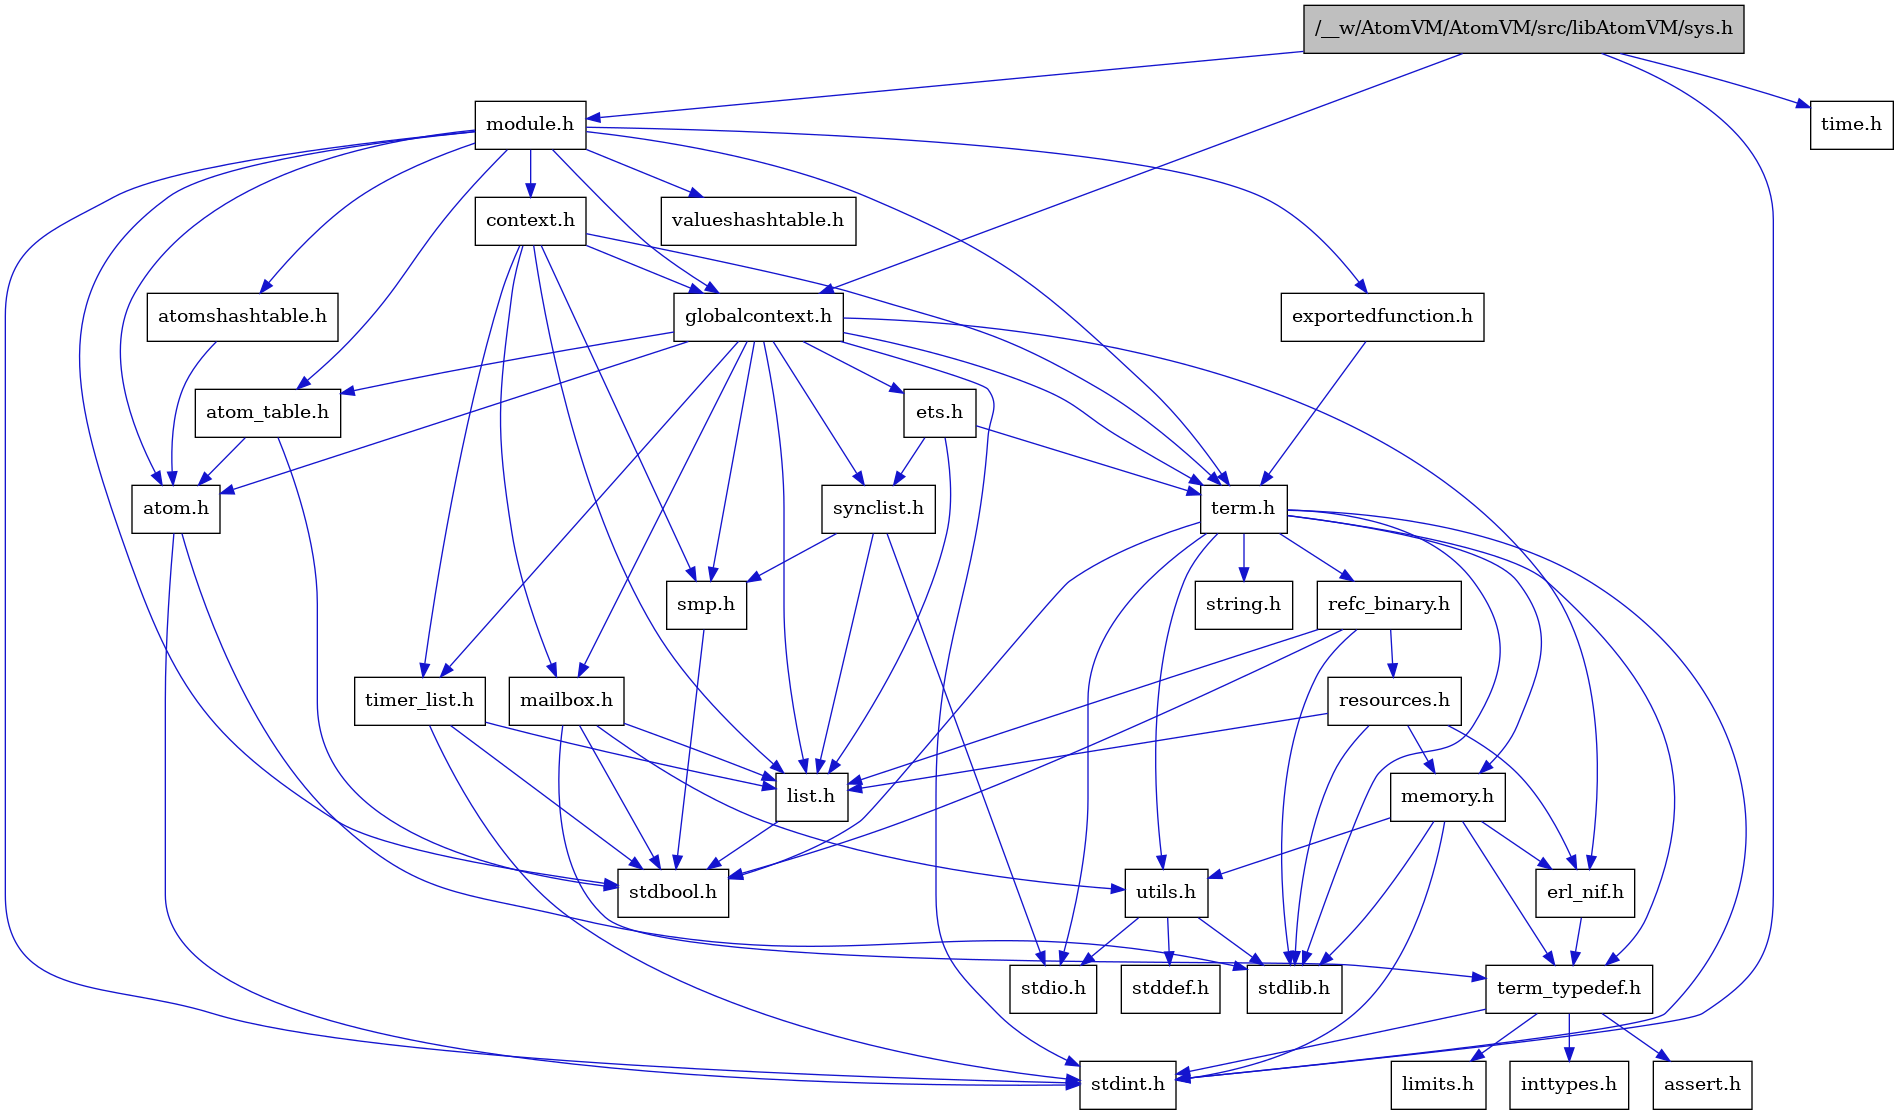 /__w/AtomVM/AtomVM/src/libAtomVM/sys.h
module.h
time.h
context.h
valueshashtable.h
atomshashtable.h
globalcontext.h
exportedfunction.h
atom_table.h
ets.h
atom.h
synclist.h
term.h
smp.h
string.h
refc_binary.h
timer_list.h
mailbox.h
resources.h
list.h
memory.h
stdbool.h
utils.h
erl_nif.h
stdio.h
stddef.h
stdlib.h
term_typedef.h
stdint.h
limits.h
inttypes.h
assert.h